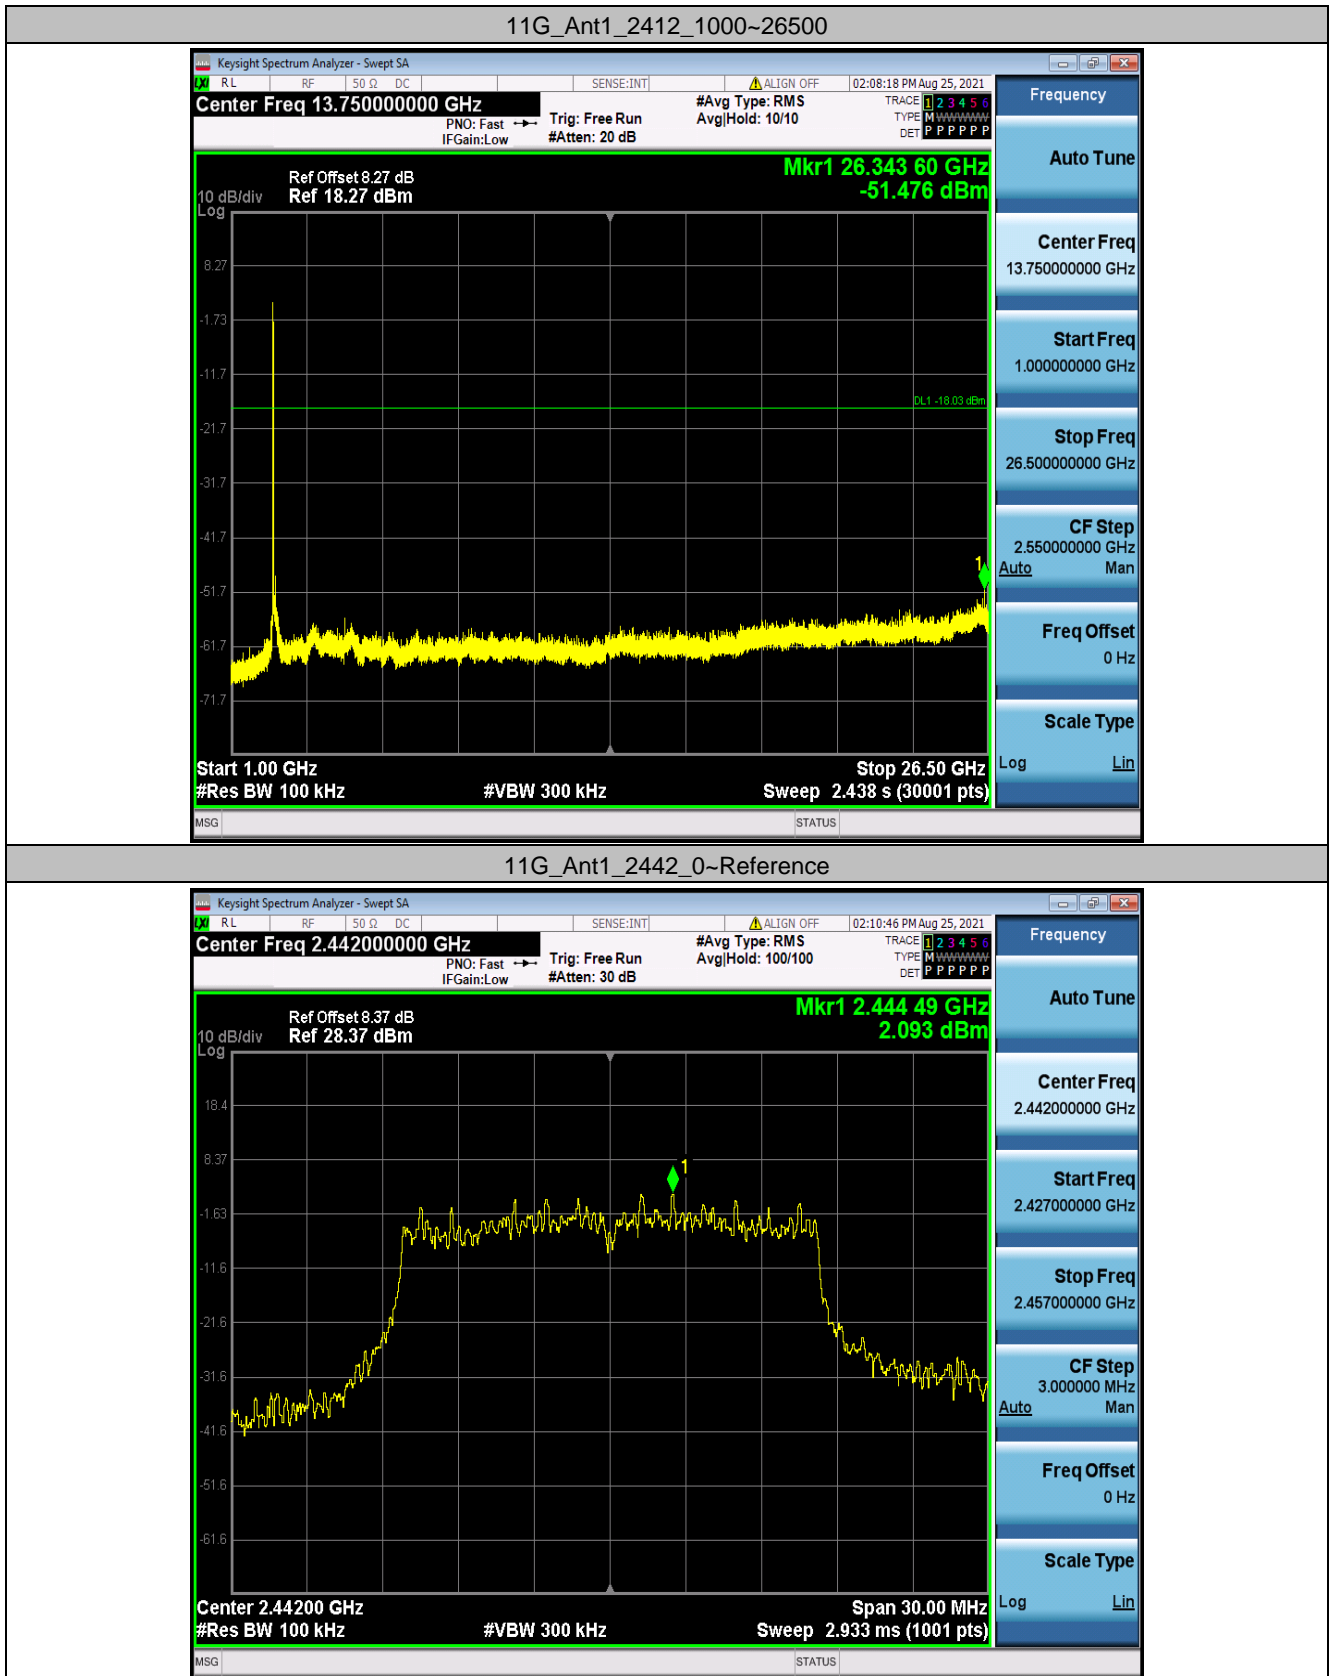 11G_Ant1_2412_1000~26500
Keysight Spectrum Analyzer - Swept SA
LXI RL RF 50 Ω DC SENSE:INT ALIGN OFF 02:08:18 PM Aug 25, 2021
Center Freq 13.750000000 GHz
PNO: Fast
IFGain:Low
Trig: Free Run
#Atten: 20 dB
#Avg Type: RMS
Avg|Hold: 10/10
TRACE 1 2 3 4 5 6
TYPE M W W W W W
DET P P P P P P
Mkr1 26.343 60 GHz
-51.476 dBm
Ref Offset 8.27 dB
10 dB/div Ref 18.27 dBm
Log
8.27
-1.73
-11.7
DL1 -18.03 dBm
-21.7
-31.7
-41.7
1
-51.7
-61.7
-71.7
Start 1.00 GHz Stop 26.50 GHz
#Res BW 100 kHz #VBW 300 kHz Sweep 2.438 s (30001 pts)
MSG STATUS
Frequency
Auto Tune
Center Freq
13.750000000 GHz
Start Freq
1.000000000 GHz
Stop Freq
26.500000000 GHz
CF Step
2.550000000 GHz
Auto Man
Freq Offset
0 Hz
Scale Type
Log Lin
11G_Ant1_2442_0~Reference
Keysight Spectrum Analyzer - Swept SA
LXI RL RF 50 Ω DC SENSE:INT ALIGN OFF 02:10:46 PM Aug 25, 2021
Center Freq 2.442000000 GHz
PNO: Fast
IFGain:Low
Trig: Free Run
#Atten: 30 dB
#Avg Type: RMS
Avg|Hold: 100/100
TRACE 1 2 3 4 5 6
TYPE M W W W W W
DET P P P P P P
Mkr1 2.444 49 GHz
2.093 dBm
Ref Offset 8.37 dB
10 dB/div Ref 28.37 dBm
Log
18.4
8.37
1
-1.63
-11.6
-21.6
-31.6
-41.6
-51.6
-61.6
Center 2.44200 GHz Span 30.00 MHz
#Res BW 100 kHz #VBW 300 kHz Sweep 2.933 ms (1001 pts)
MSG STATUS
Frequency
Auto Tune
Center Freq
2.442000000 GHz
Start Freq
2.427000000 GHz
Stop Freq
2.457000000 GHz
CF Step
3.000000 MHz
Auto Man
Freq Offset
0 Hz
Scale Type
Log Lin